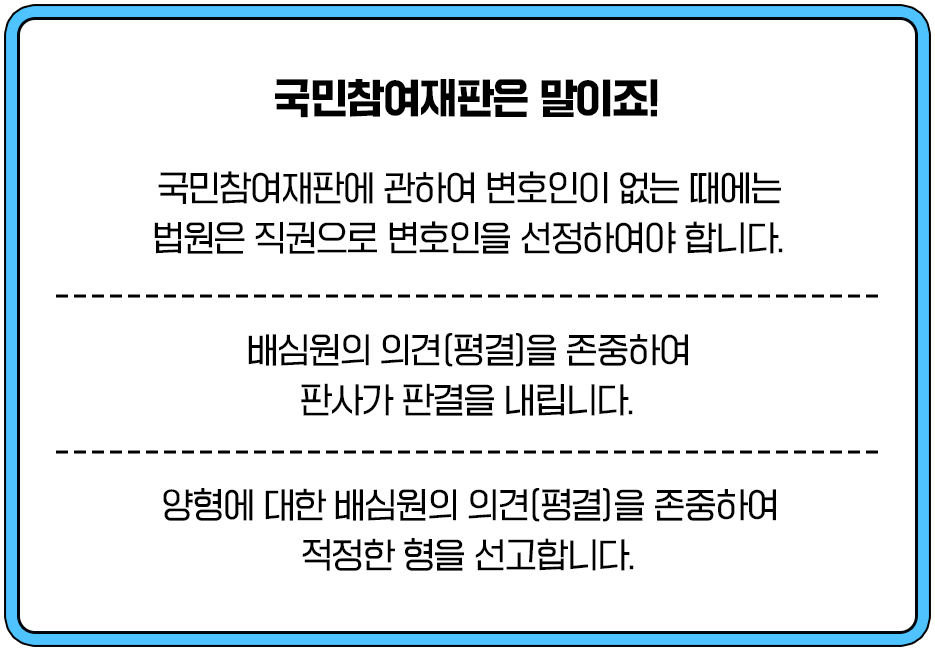 국민참여재판은 말이죠!
국민참여재판에 관하여 변호인이 없는 때에는
법원은 직권으로 변호인을 선정하여야 합니다.
배심원의 의견(평결)을 존중하여
판사가 판결을 내립니다.
양형에 대한 배심원의 의견(평결)을 존중하여
적정한 형을 선고합니다.